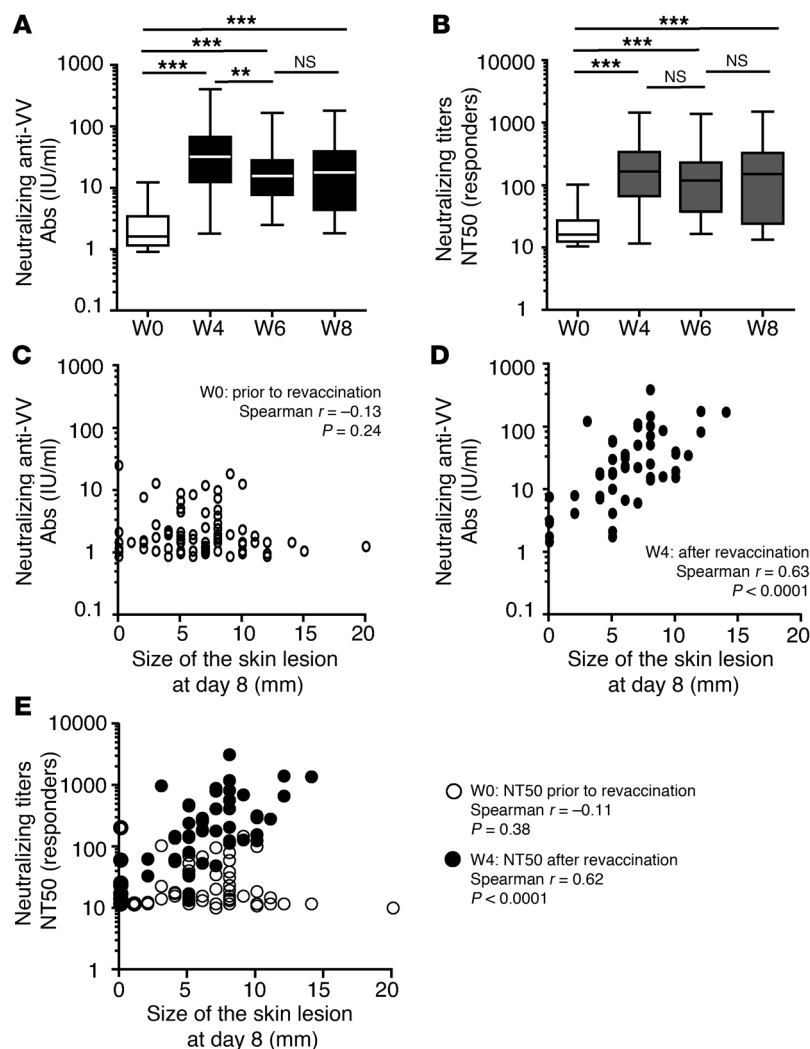 A
***
***
***
**
NS
1000
100
10
1
0.1
Neutralizing anti-VV
Abs (IU/ml)
W0
W4
W6
W8
B
***
***
***
NS
NS
10000
1000
100
10
1
Neutralizing titers
NT50 (responders)
W0
W4
W6
W8
C
1000
100
10
1
0.1
Neutralizing anti-VV
Abs (IU/ml)
W0: prior to revaccination
Spearman r = –0.13
P = 0.24
0
5
10
15
20
Size of the skin lesion
at day 8 (mm)
D
1000
100
10
1
0.1
Neutralizing anti-VV
Abs (IU/ml)
W4: after revaccination
Spearman r = 0.63
P < 0.0001
0
5
10
15
20
Size of the skin lesion
at day 8 (mm)
E
10000
1000
100
10
1
Neutralizing titers
NT50 (responders)
0
5
10
15
20
Size of the skin lesion
at day 8 (mm)
W0: NT50 prior to revaccination
Spearman r = –0.11
P = 0.38
W4: NT50 after revaccination
Spearman r = 0.62
P < 0.0001